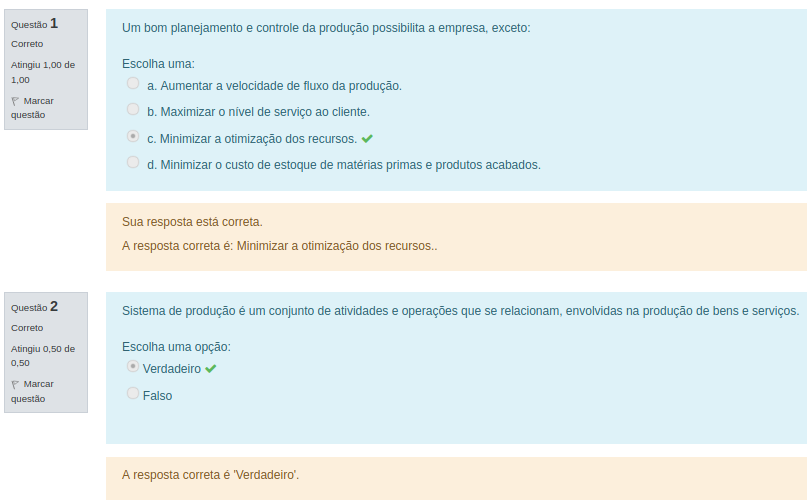 Questão 1
Correto
Atingiu 1,00 de
1,00
Marcar
questão
Um bom planejamento e controle da produção possibilita a empresa, exceto:
Escolha uma:
a. Aumentar a velocidade de fluxo da produção.
b. Maximizar o nível de serviço ao cliente.
c. Minimizar a otimização dos recursos.
d. Minimizar o custo de estoque de matérias primas e produtos acabados.
Sua resposta está correta.
A resposta correta é: Minimizar a otimização dos recursos..
Questão 2
Correto
Atingiu 0,50 de
0,50
Marcar
questão
Sistema de produção é um conjunto de atividades e operações que se relacionam, envolvidas na produção de bens e serviços.
Escolha uma opção:
Verdadeiro
Falso
A resposta correta é 'Verdadeiro'.